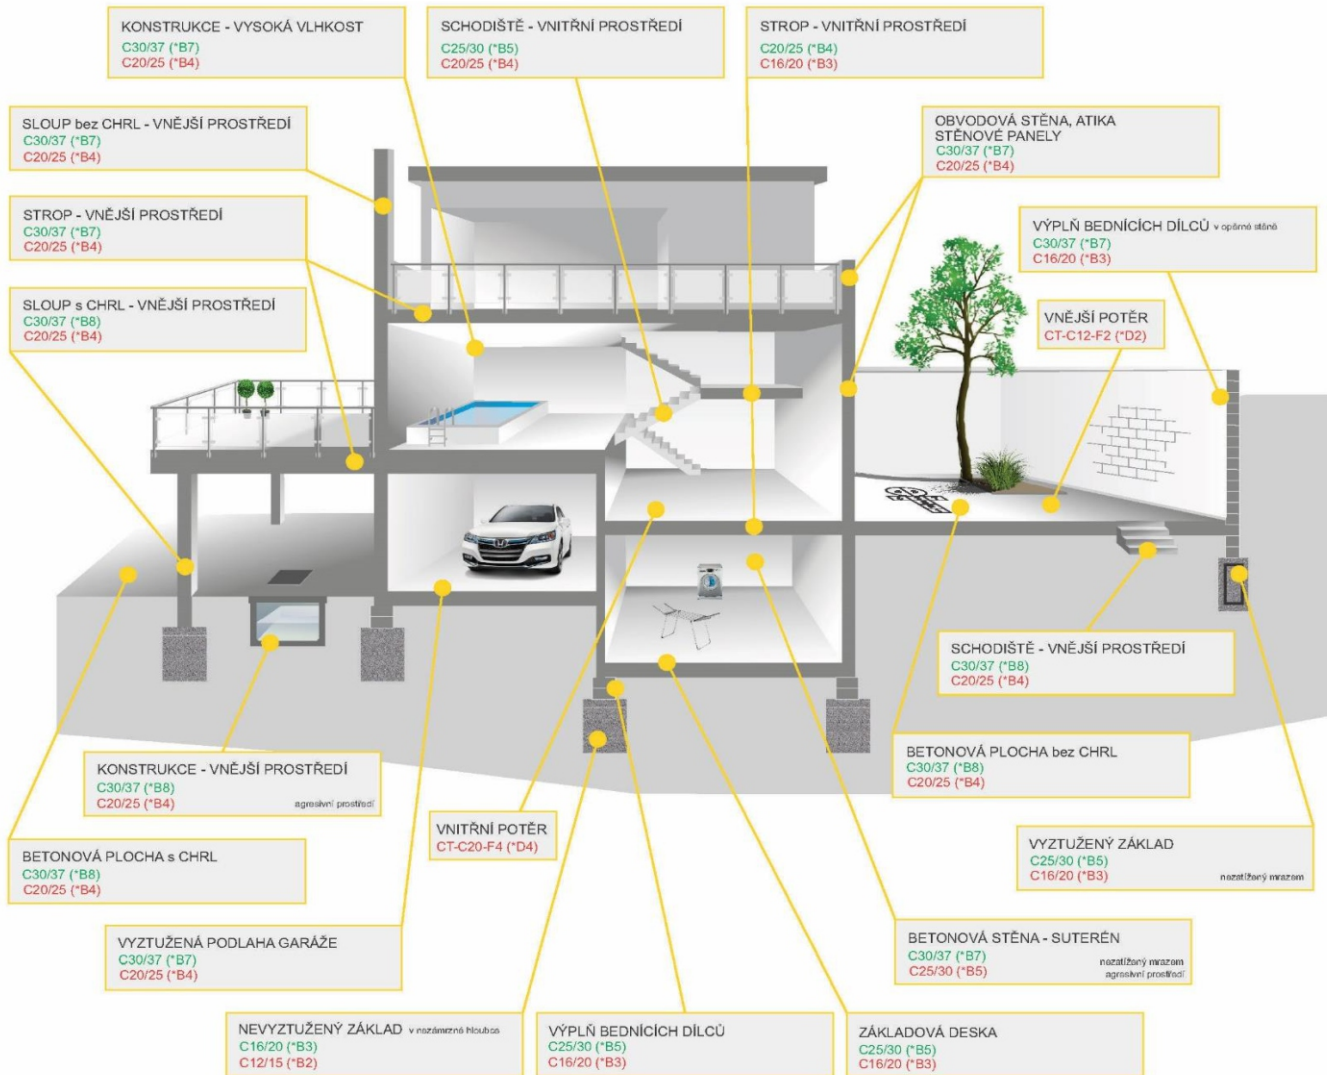 KONSTRUKCE - VYSOKÁ VLHKOST
C30/37 (*B7)
C20/25 (*B4)
SCHODIŠTĚ - VNITŘNÍ PROSTŘEDÍ
C25/30 (*B5)
C20/25 (*B4)
STROP - VNITŘNÍ PROSTŘEDÍ
C20/25 (*B4)
C16/20 (*B3)
SLOUP bez CHRL - VNĚJŠÍ PROSTŘEDÍ
C30/37 (*B7)
C20/25 (*B4)
OBVODOVÁ STĚNA, ATIKA
STĚNOVÉ PANELY
C30/37 (*B7)
C20/25 (*B4)
STROP - VNĚJŠÍ PROSTŘEDÍ
C30/37 (*B7)
C20/25 (*B4)
VÝPLŇ BEDNÍCÍCH DÍLCŮ v opěrné stěně
C30/37 (*B7)
C16/20 (*B3)
SLOUP s CHRL - VNĚJŠÍ PROSTŘEDÍ
C30/37 (*B8)
C20/25 (*B4)
VNĚJŠÍ POTĚR
CT-C12-F2 (*D2)
SCHODIŠTĚ - VNĚJŠÍ PROSTŘEDÍ
C30/37 (*B8)
C20/25 (*B4)
KONSTRUKCE - VNĚJŠÍ PROSTŘEDÍ
C30/37 (*B8)
C20/25 (*B4) agresivní prostředí
BETONOVÁ PLOCHA bez CHRL
C30/37 (*B8)
C20/25 (*B4)
VNITŘNÍ POTĚR
CT-C20-F4 (*D4)
BETONOVÁ PLOCHA s CHRL
C30/37 (*B8)
C20/25 (*B4)
VYZTUŽENÝ ZÁKLAD
C25/30 (*B5)
C16/20 (*B3) nezatížený mrazem
VYZTUŽENÁ PODLAHA GARÁŽE
C30/37 (*B7)
C20/25 (*B4)
BETONOVÁ STĚNA - SUTERÉN
C30/37 (*B7) nezatížený mrazem
C25/30 (*B5) agresivní prostředí
NEVYZTUŽENÝ ZÁKLAD v nezámrzné hloubce
C16/20 (*B3)
C12/15 (*B2)
VÝPLŇ BEDNÍCÍCH DÍLCŮ
C25/30 (*B5)
C16/20 (*B3)
ZÁKLADOVÁ DESKA
C25/30 (*B5)
C16/20 (*B3)